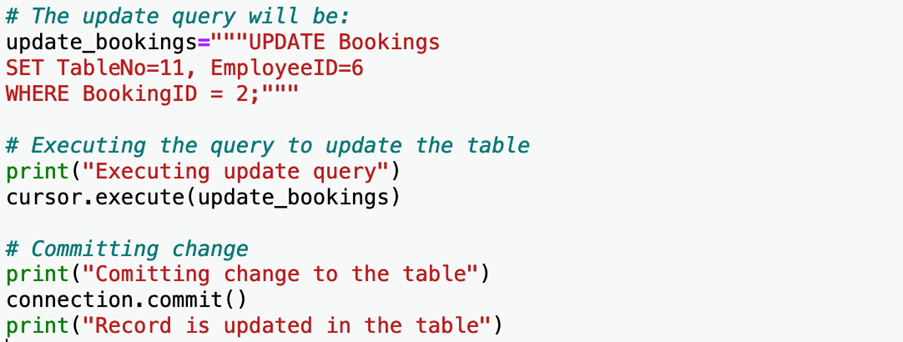 # The update query will be:
update_bookings="""UPDATE Bookings
SET TableNo=11, EmployeeID=6
WHERE BookingID = 2;"""
# Executing the query to update the table
print("Executing update query")
cursor.execute(update_bookings)
# Committing change
print("Comitting change to the table")
connection.commit()
print("Record is updated in the table")